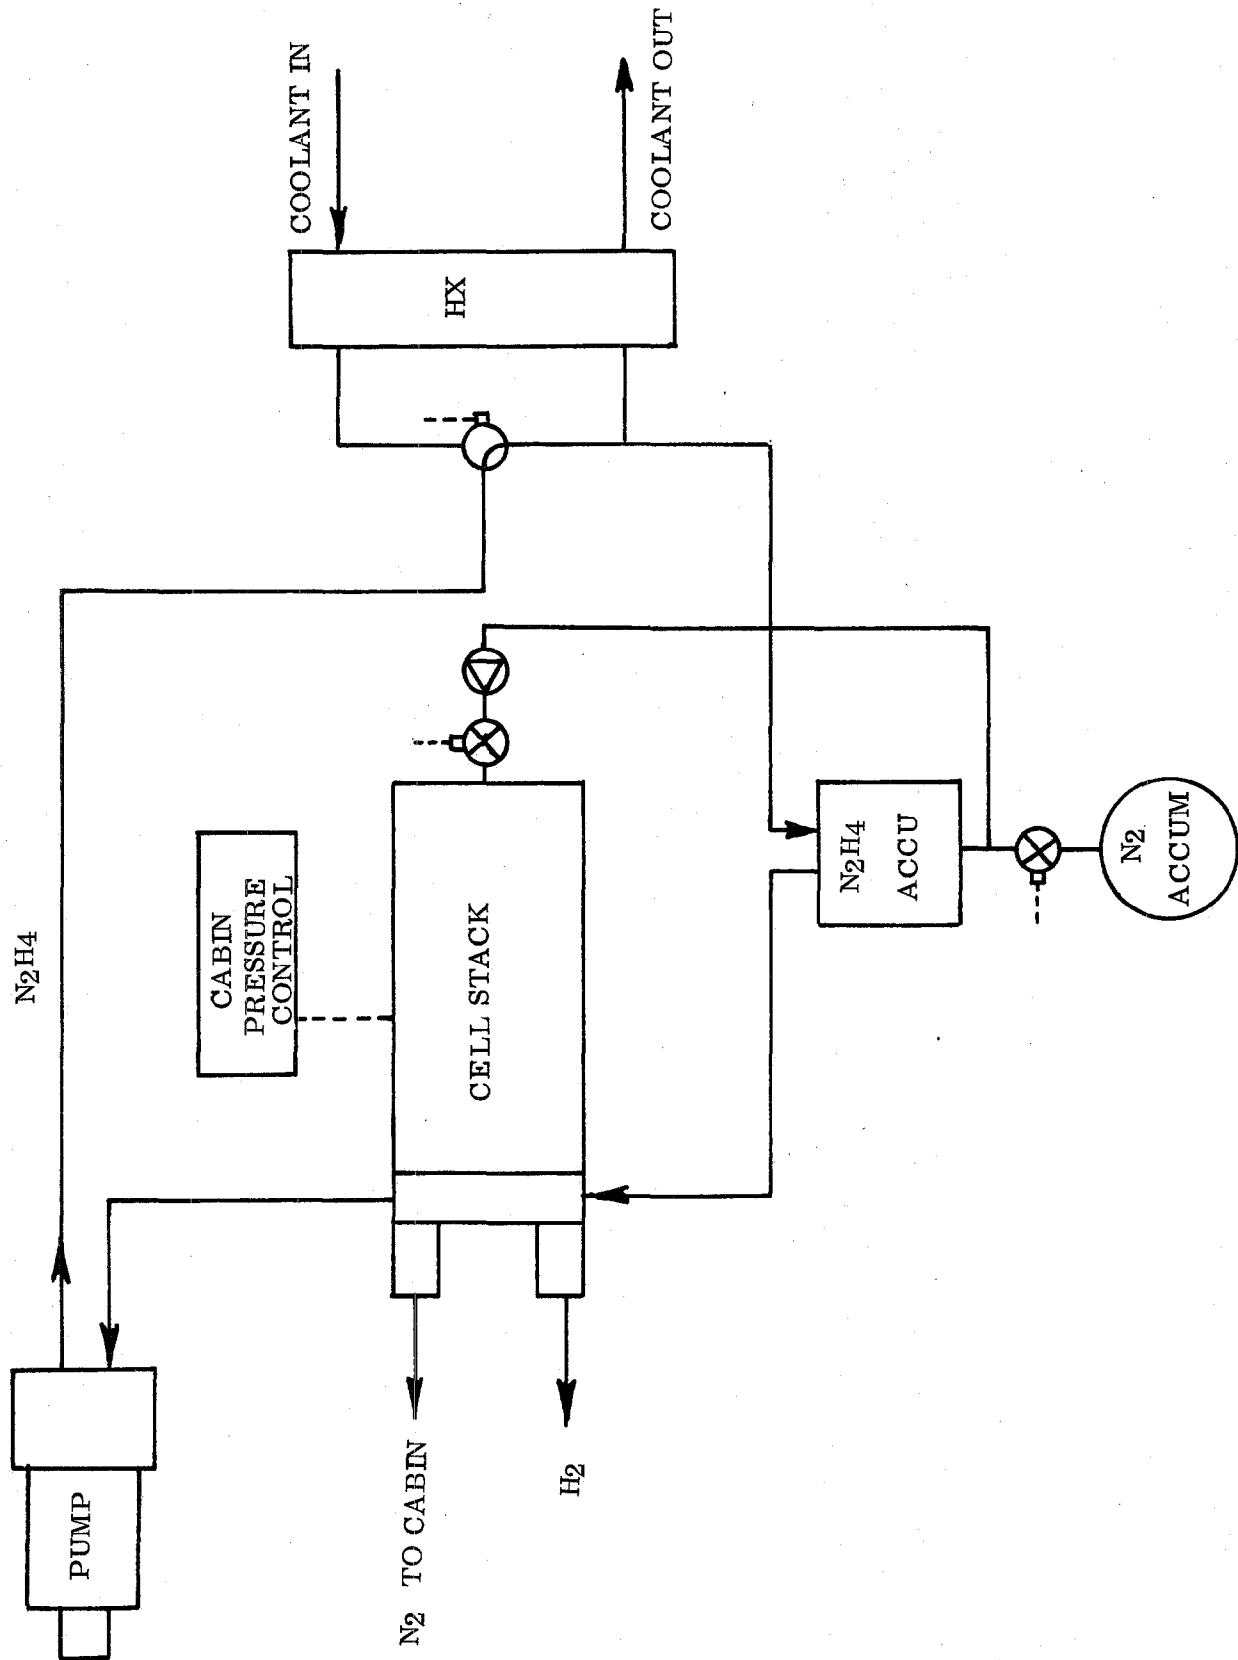 N2H4
PUMP
CABIN
PRESSURE
CONTROL
COOLANT IN
HX
COOLANT OUT
CELL STACK
N2 TO CABIN
H2
N2H4
ACCU
N2
ACCUM